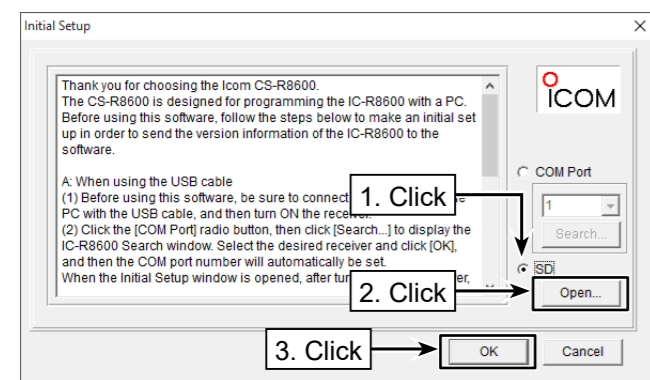 Initial Setup
Thank you for choosing the Icom CS-R8600.
The CS-R8600 is designed for programming the IC-R8600 with a PC.
Before using this software, follow the steps below to make an initial set
up in order to send the version information of the IC-R8600 to the
software.
A: When using the USB cable
(1) Before using this software, be sure to connect
PC with the USB cable, and then turn ON the receiver.
(2) Click the [COM Port] radio button, then click [Search...] to display the
IC-R8600 Search window. Select the desired receiver and click [OK],
and then the COM port number will automatically be set.
When the Initial Setup window is opened, after
ICOM
COM Port
1
Search...
1. Click
SD
2. Click
Open...
3. Click
OK
Cancel